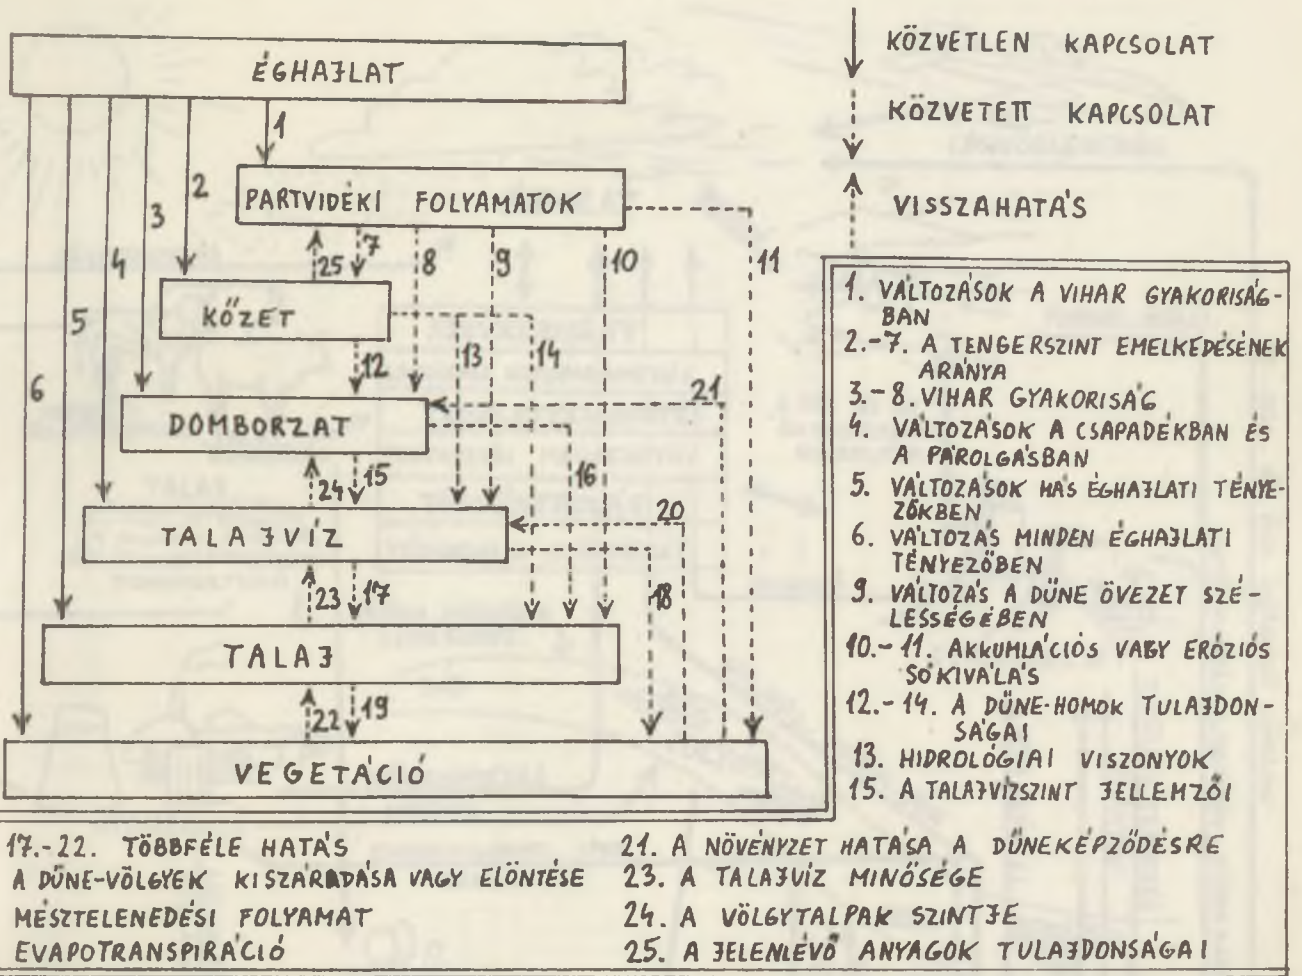 ÉGHAJLAT
KÖZVETLEN KAPCSOLAT
KÖZVETETT KAPCSOLAT
VISSZAHATÁS
1
PARTVIDÉKI FOLYAMATOK
2
3
4
5
6
25
7
8
9
10
11
KŐZET
12
13
14
21
DOMBORZAT
24
15
16
20
TALAJVÍZ
23
17
18
TALAJ
22
19
VEGETÁCIÓ
1. VÁLTOZÁSOK A VIHAR GYAKORISÁG-
BAN
2.-7. A TENGERSZINT EMELKEDÉSÉNEK
ARÁNYA
3.-8. VIHAR GYAKORISÁG
4. VÁLTOZÁSOK A CSAPADÉKBAN ÉS
A PÁROLGÁSBAN
5. VÁLTOZÁSOK MÁS ÉGHAJLATI TÉNYE-
ZŐKBEN
6. VÁLTOZÁS MINDEN ÉGHAJLATI
TÉNYEZŐBEN
9. VÁLTOZÁS A DŰNE ÖVEZET SZÉ-
LESSÉGÉBEN
10.-11. AKKUMLÁCIÓS VAGY ERÓZIÓS
SÓKIVÁLÁS
12.-14. A DŰNE-HOMOK TULAJDON-
SÁGAI
13. HIDROLÓGIAI VISZONYOK
15. A TALAJVÍZSZINT JELLEMZŐI
17.-22. TÖBBFÉLE HATÁS
A DŰNE-VÖLGYEK KISZÁRADÁSA VAGY ELÖNTÉSE
MÉSZTELENEDÉSI FOLYAMAT
EVAPOTRANSPIRÁCIÓ
21. A NÖVÉNYZET HATÁSA A DŰNEKÉPZŐDÉSRE
23. A TALAJVÍZ MINŐSÉGE
24. A VÖLGYTALPAK SZINTJE
25. A JELENLÉVŐ ANYAGOK TULAJDONSÁGAI